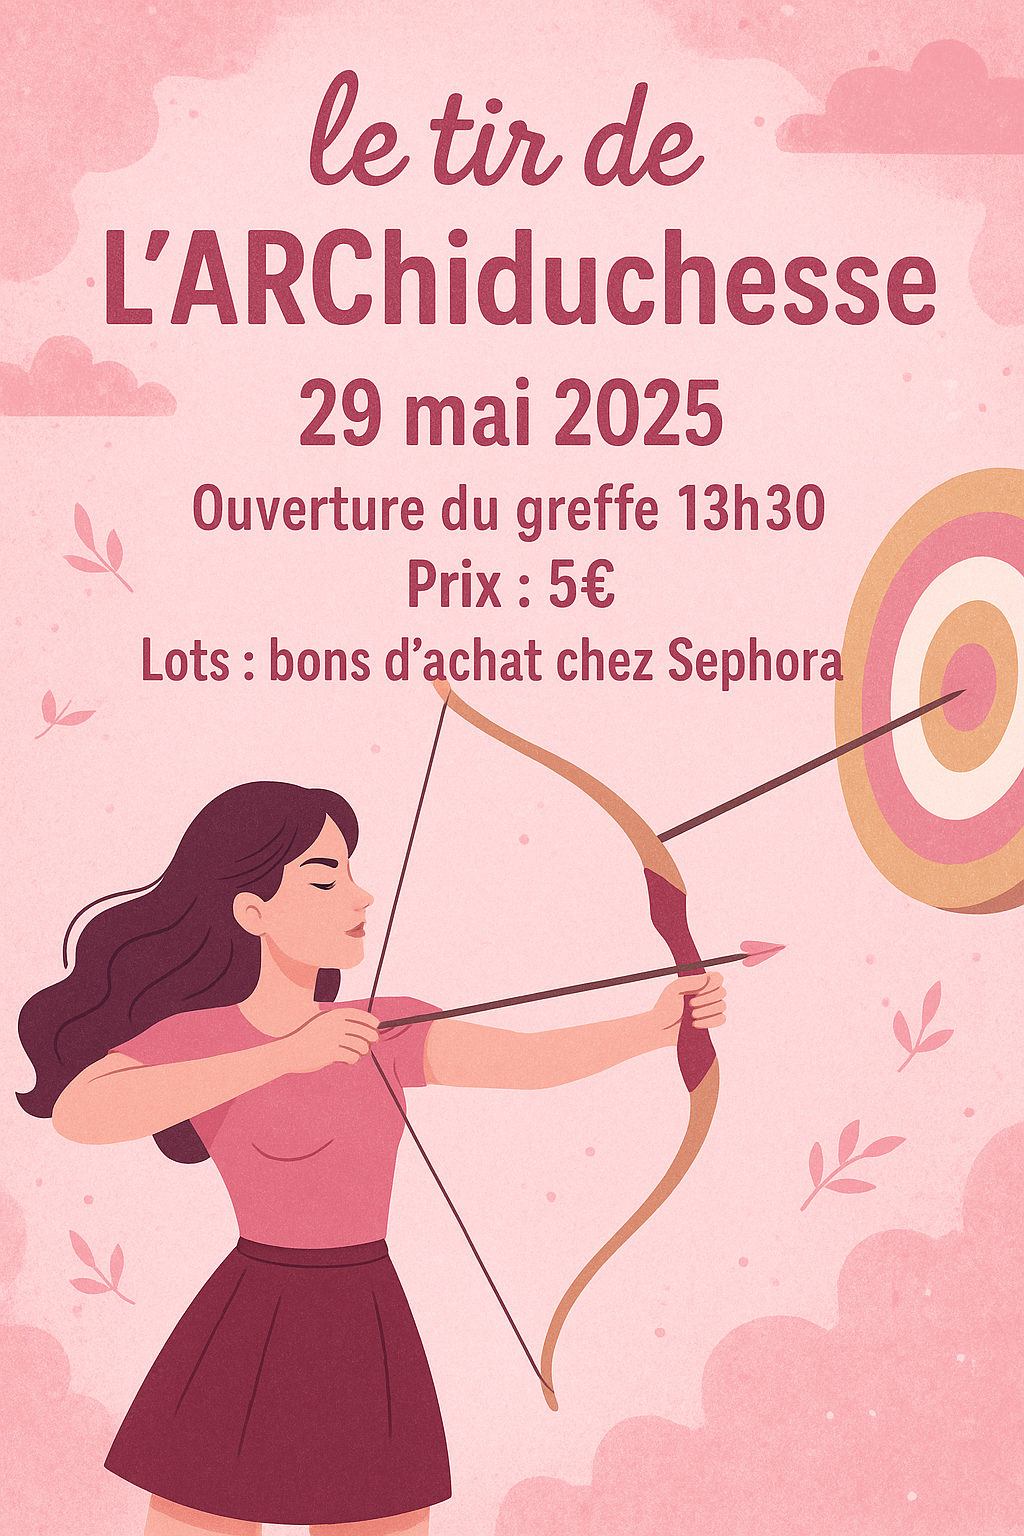 le tir de
L'ARChiduchesse
29 mai 2025
Ouverture du greffe 13h30
Prix : 5€
Lots : bons d'achat chez Sephora